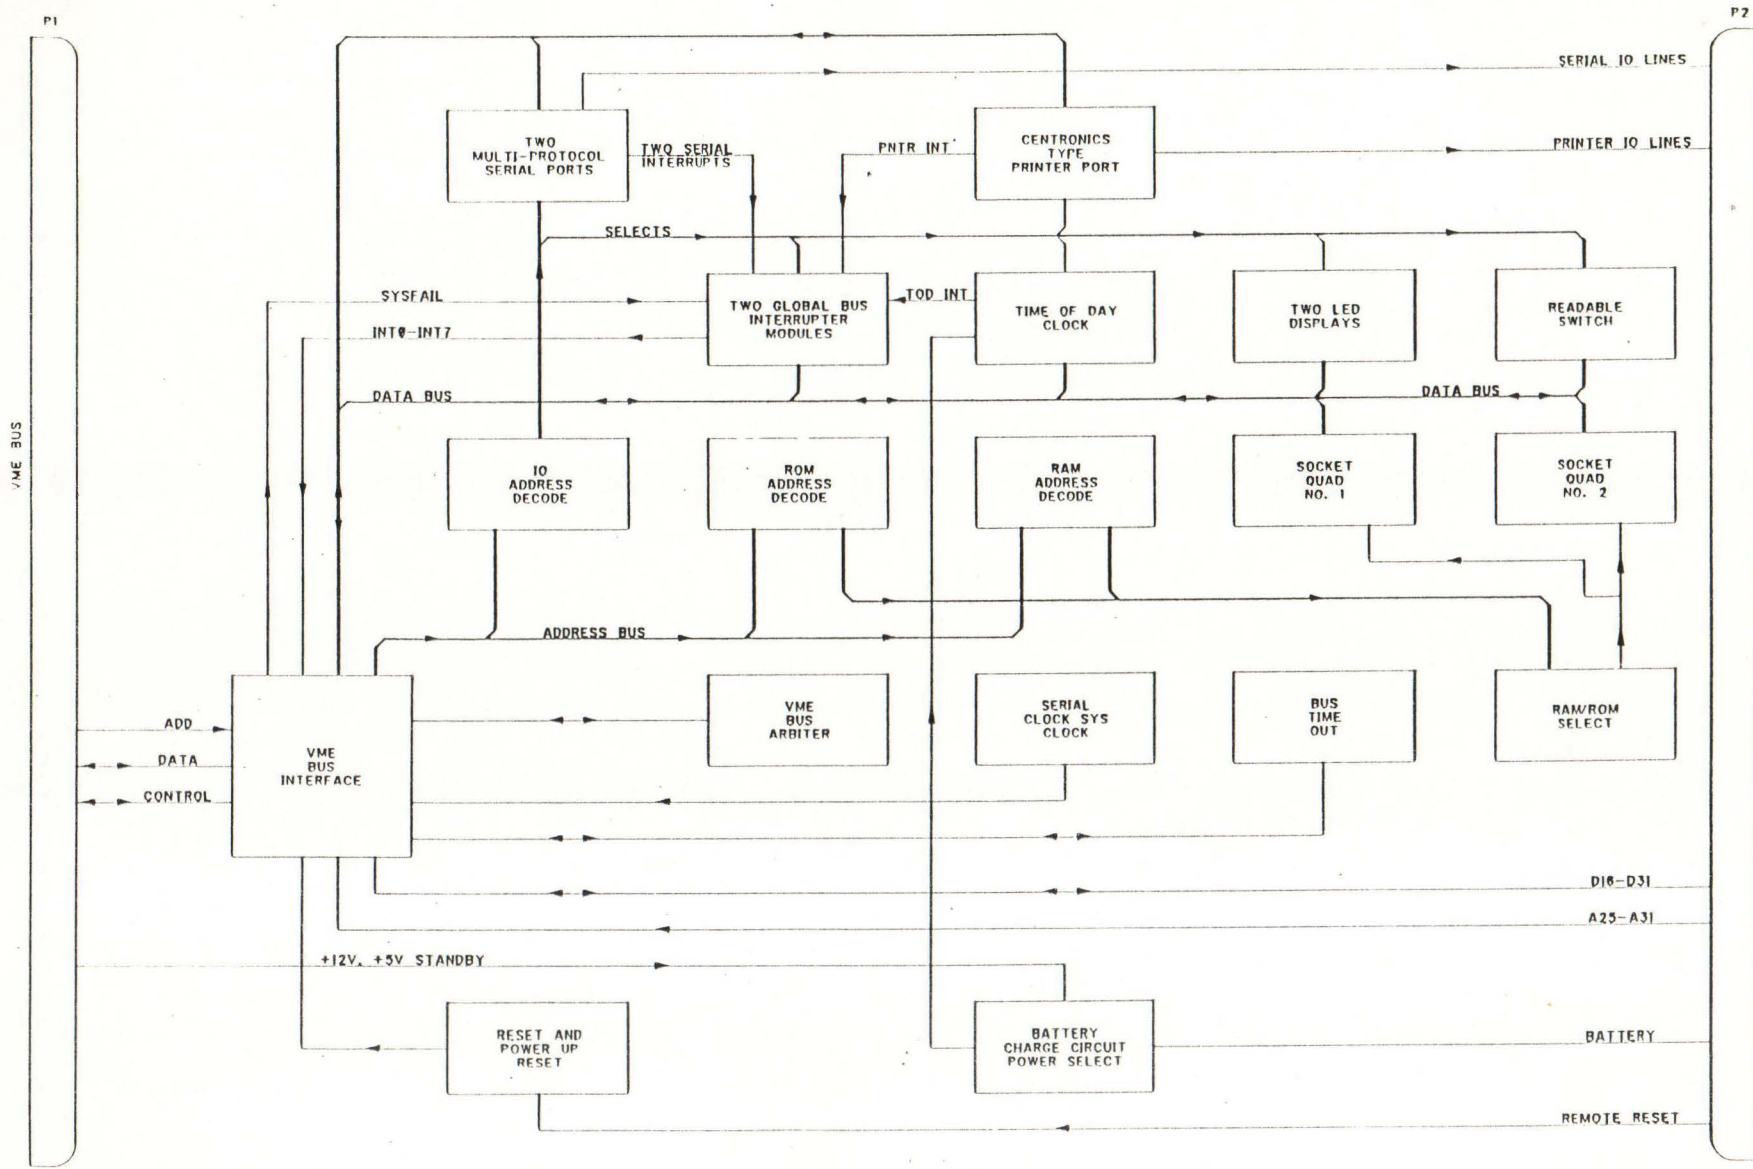 P1
P2
SERIAL IO LINES
TWO
MULTI-PROTOCOL
SERIAL PORTS
TWO SERIAL
INTERRUPTS
PNTR INT
CENTRONICS
TYPE
PRINTER PORT
PRINTER IO LINES
SELECTS
SYSFAIL
INT0-INT7
TWO GLOBAL BUS
INTERRUPTER
MODULES
TOD INT
TIME OF DAY
CLOCK
TWO LED
DISPLAYS
READABLE
SWITCH
DATA BUS
DATA BUS
VME BUS
IO
ADDRESS
DECODE
ROM
ADDRESS
DECODE
RAM
ADDRESS
DECODE
SOCKET
QUAD
NO. 1
SOCKET
QUAD
NO. 2
ADDRESS BUS
ADD
DATA
CONTROL
VME
BUS
INTERFACE
VME
BUS
ARBITER
SERIAL
CLOCK SYS
CLOCK
BUS
TIME
OUT
RAM/ROM
SELECT
D16-D31
A25-A31
+12V, +5V STANDBY
RESET AND
POWER UP
RESET
BATTERY
CHARGE CIRCUIT
POWER SELECT
BATTERY
REMOTE RESET